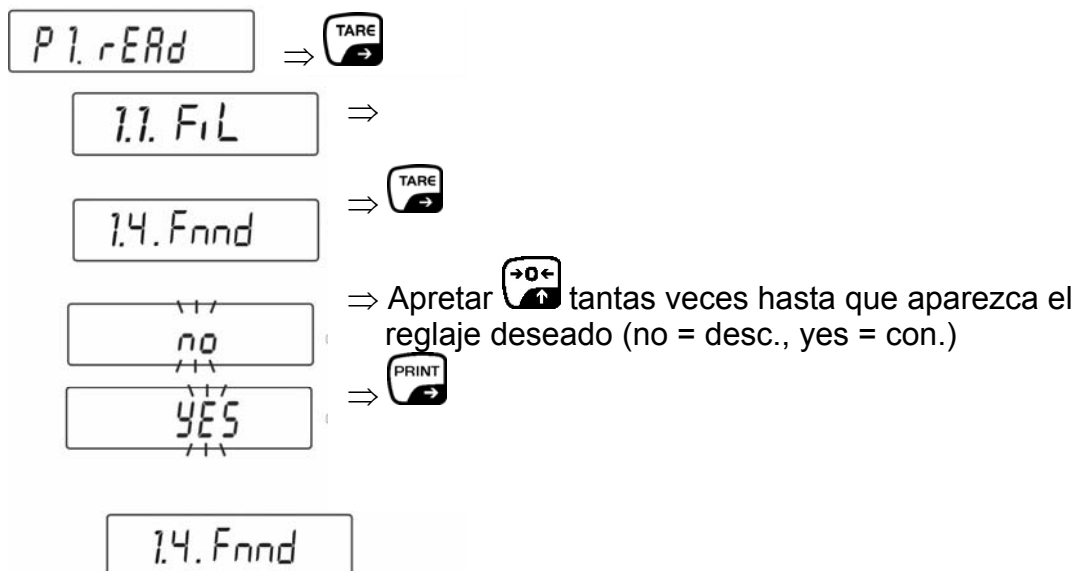 P1. rEAd ⇒ TARE →
1.1. FiL ⇒
1.4. Fnnd ⇒ TARE →
⇒ Apretar →0← ↑ tantas veces hasta que aparezca el
no reglaje deseado (no = desc., yes = con.)
YES ⇒ PRINT →
1.4. Fnnd